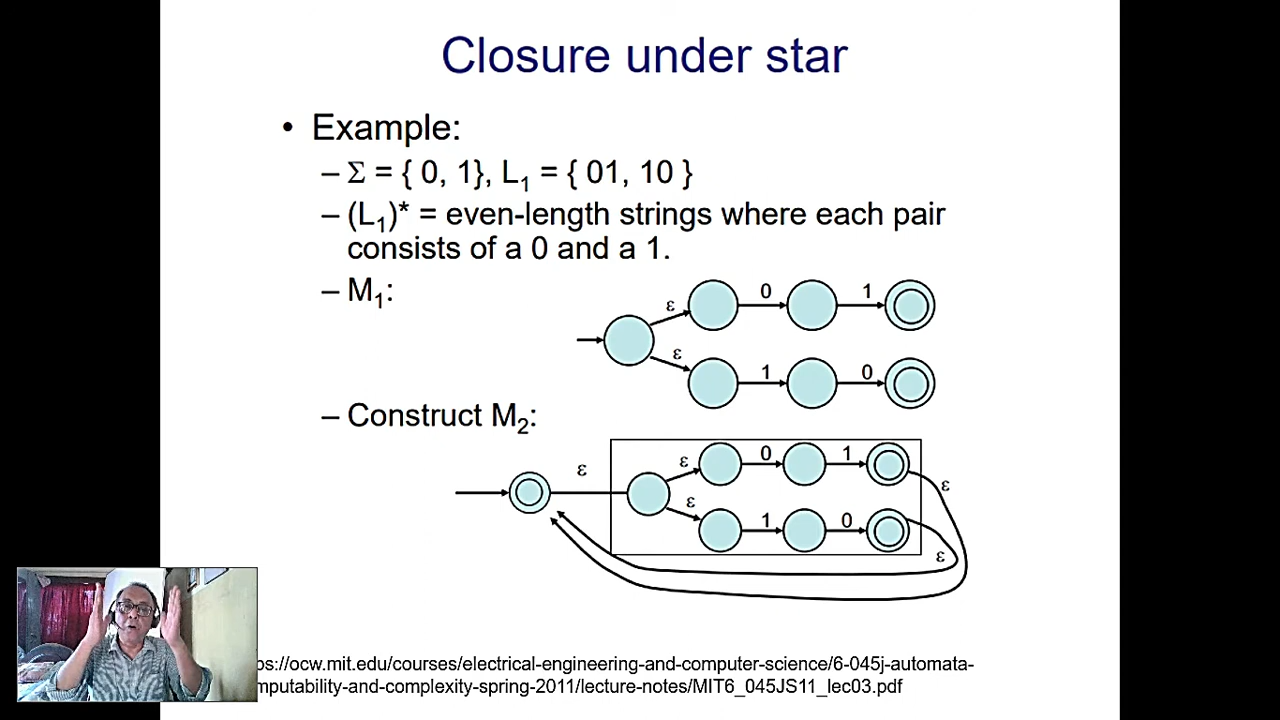 Closure under star
• Example:
– Σ = { 0, 1}, L1 = { 01, 10 }
– (L1)* = even-length strings where each pair
consists of a 0 and a 1.
– M1:
ε 0 1
ε 1 0
– Construct M2:
ε ε 0 1 ε
ε 1 0 ε
ps://ocw.mit.edu/courses/electrical-engineering-and-computer-science/6-045j-automata-
mputability-and-complexity-spring-2011/lecture-notes/MIT6_045JS11_lec03.pdf